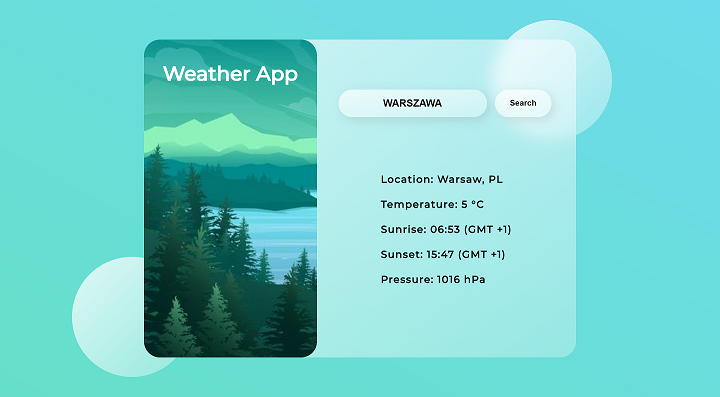 Weather App
WARSZAWA
Search
Location: Warsaw, PL
Temperature: 5 °C
Sunrise: 06:53 (GMT +1)
Sunset: 15:47 (GMT +1)
Pressure: 1016 hPa